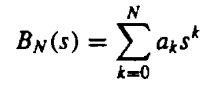 B_N(s) = \sum_{k=0}^{N} a_k s^k